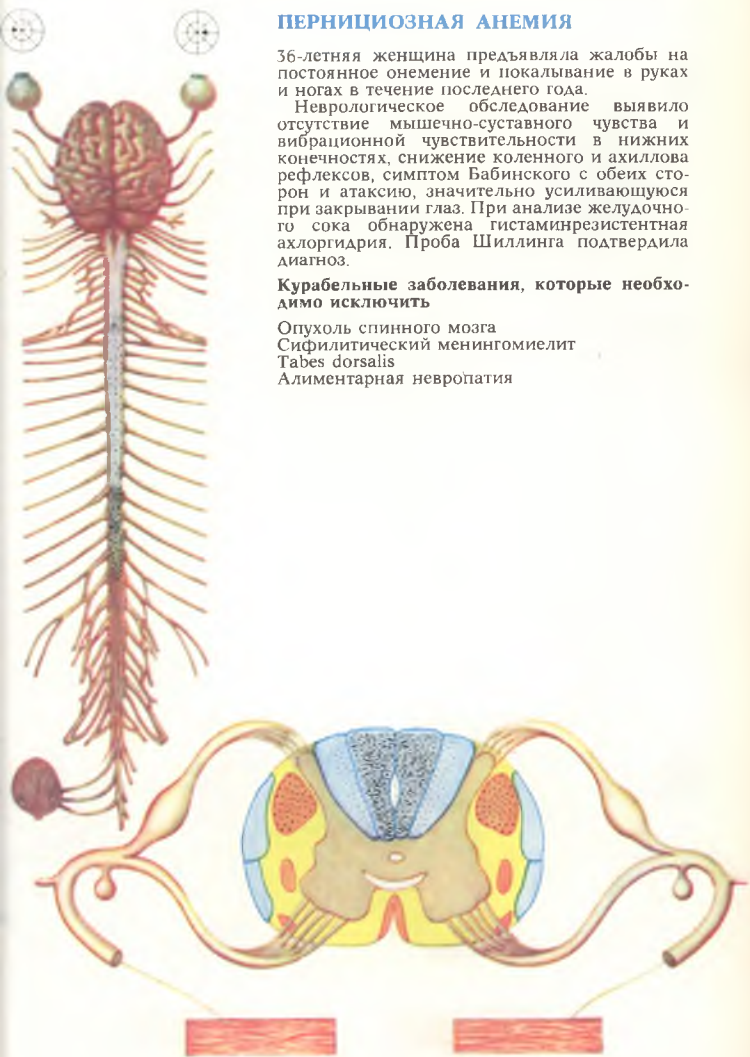 ПЕРНИЦИОЗНАЯ АНЕМИЯ
36-летняя женщина предъявляла жалобы на
постоянное онемение и покалывание в руках
и ногах в течение последнего года.
Неврологическое обследование выявило
отсутствие мышечно-суставного чувства и
вибрационной чувствительности в нижних
конечностях, снижение коленного и ахиллова
рефлексов, симптом Бабинского с обеих сто-
рон и атаксию, значительно усиливающуюся
при закрывании глаз. При анализе желудочно-
го сока обнаружена гистаминрезистентная
ахлоргидрия. Проба Шиллинга подтвердила
диагноз.
Курабельные заболевания, которые необхо-
димо исключить
Опухоль спинного мозга
Сифилитический менингомиелит
Tabes dorsalis
Алиментарная невропатия